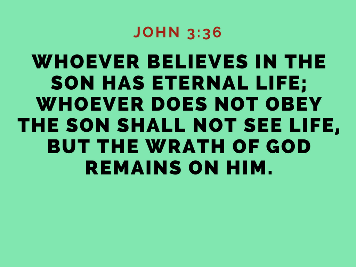 JOHN 3:36
WHOEVER BELIEVES IN THE
SON HAS ETERNAL LIFE;
WHOEVER DOES NOT OBEY
THE SON SHALL NOT SEE LIFE,
BUT THE WRATH OF GOD
REMAINS ON HIM.